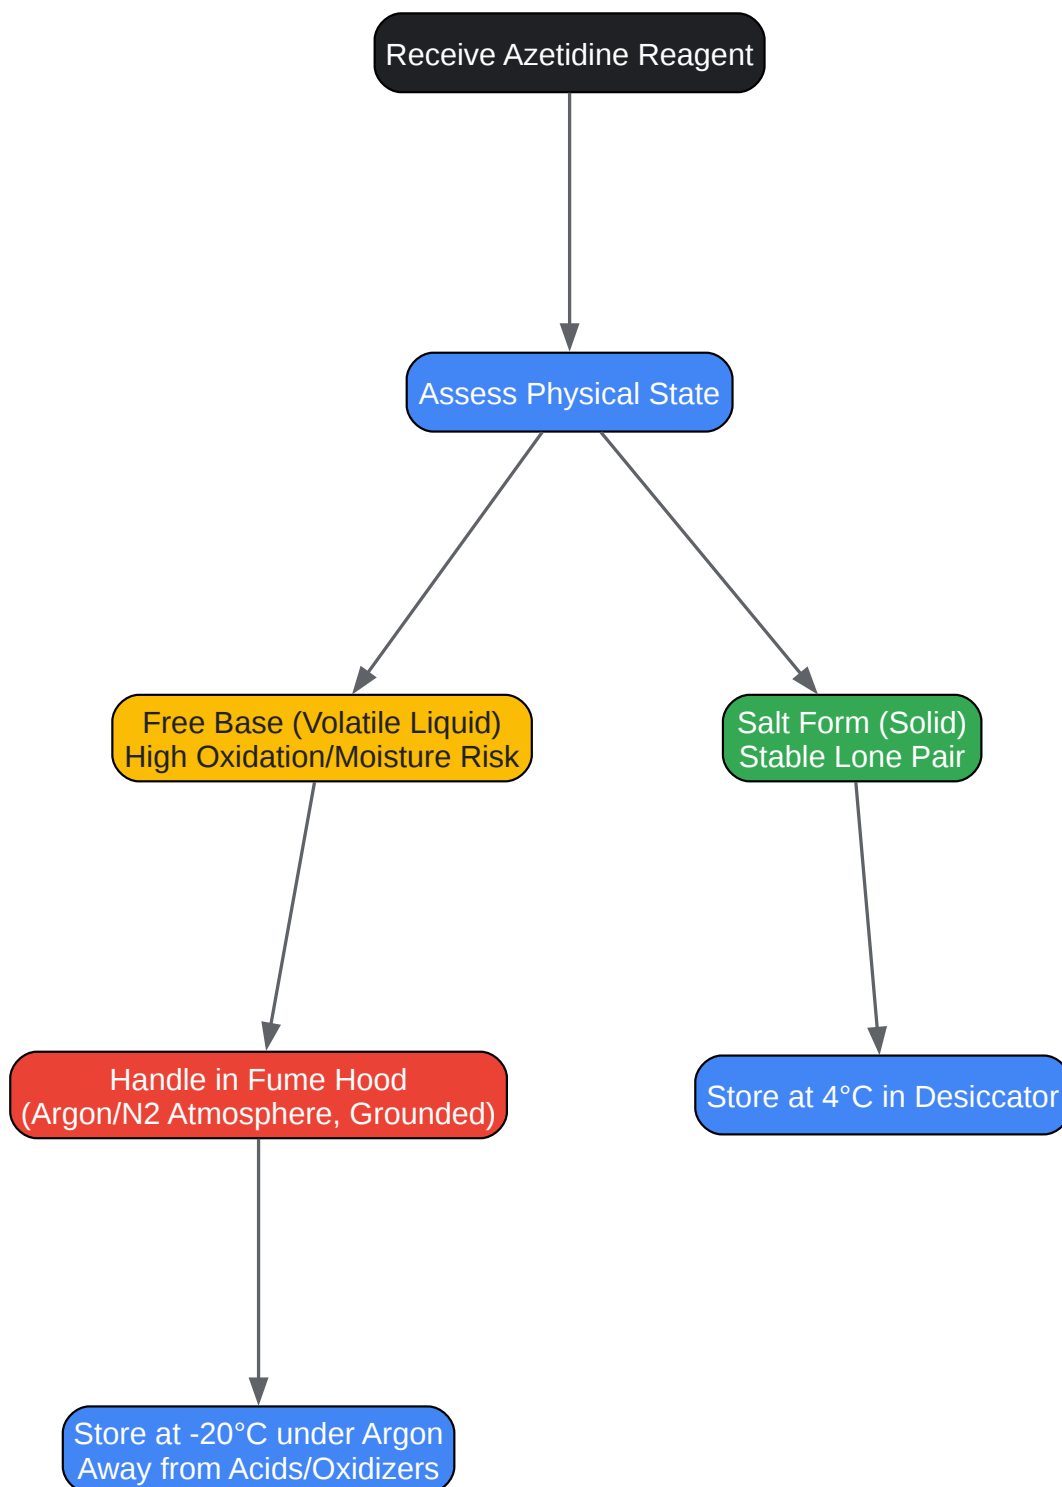 Receive Azetidine Reagent
Assess Physical State
Free Base (Volatile Liquid)
High Oxidation/Moisture Risk
Salt Form (Solid)
Stable Lone Pair
Handle in Fume Hood
(Argon/N2 Atmosphere, Grounded)
Store at 4°C in Desiccator
Store at -20°C under Argon
Away from Acids/Oxidizers